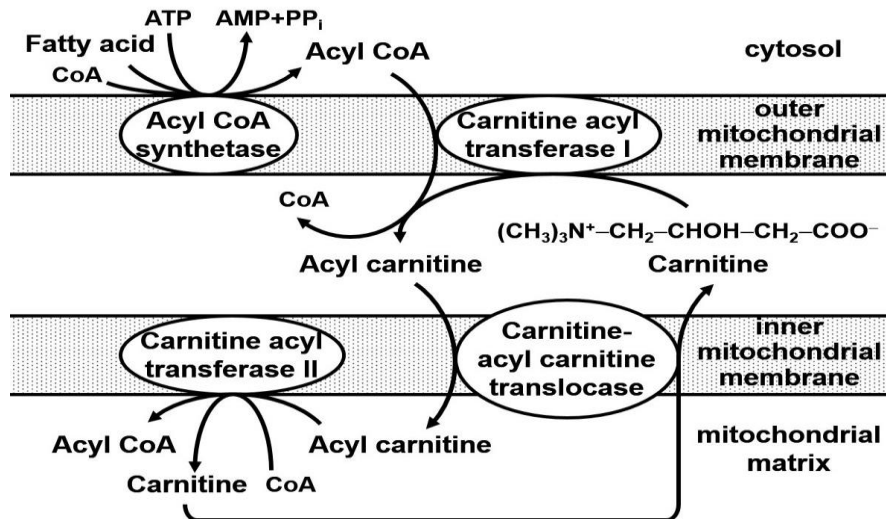 ATP AMP+PPi
Fatty acid
CoA
Acyl CoA
cytosol
Acyl CoA
synthetase
Carnitine acyl
transferase I
outer
mitochondrial
membrane
CoA
(CH₃)₃N⁺–CH₂–CHOH–CH₂–COO⁻
Acyl carnitine
Carnitine
Carnitine acyl
transferase II
Carnitine-
acyl carnitine
translocase
inner
mitochondrial
membrane
Acyl CoA
Acyl carnitine
Carnitine
CoA
mitochondrial
matrix